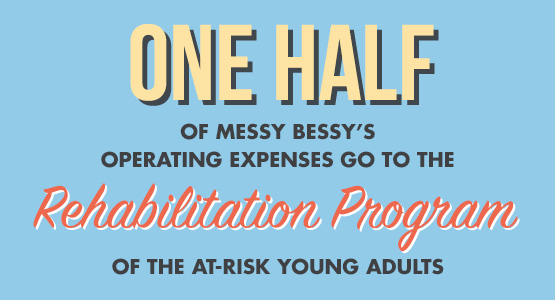 ONE HALF
OF MESSY BESSY'S
OPERATING EXPENSES GO TO THE
Rehabilitation Program
OF THE AT-RISK YOUNG ADULTS